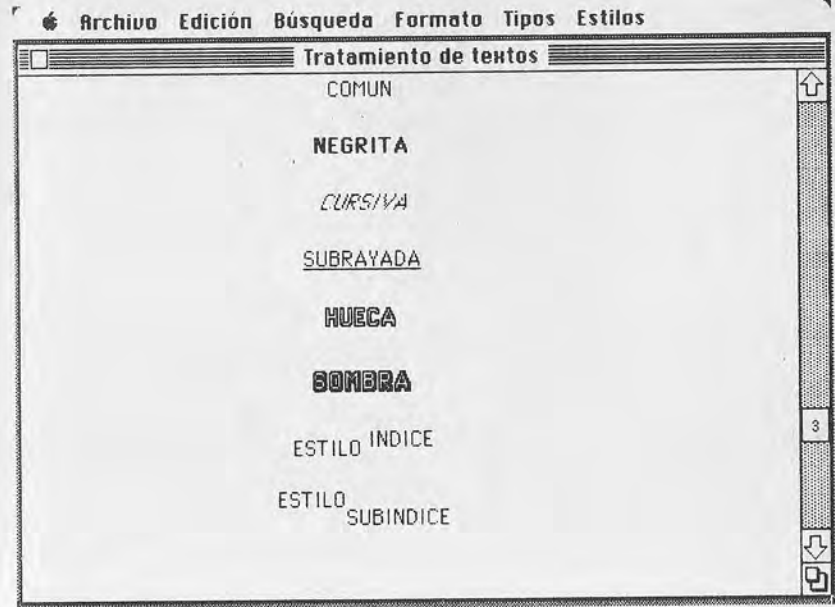 Archivo Edición Búsqueda Formato Tipos Estilos
Tratamiento de textos
COMUN
NEGRITA
CURSIVA
SUBRAYADA
HUECA
SOMBRA
ESTILO INDICE
ESTILO SUBINDICE
3